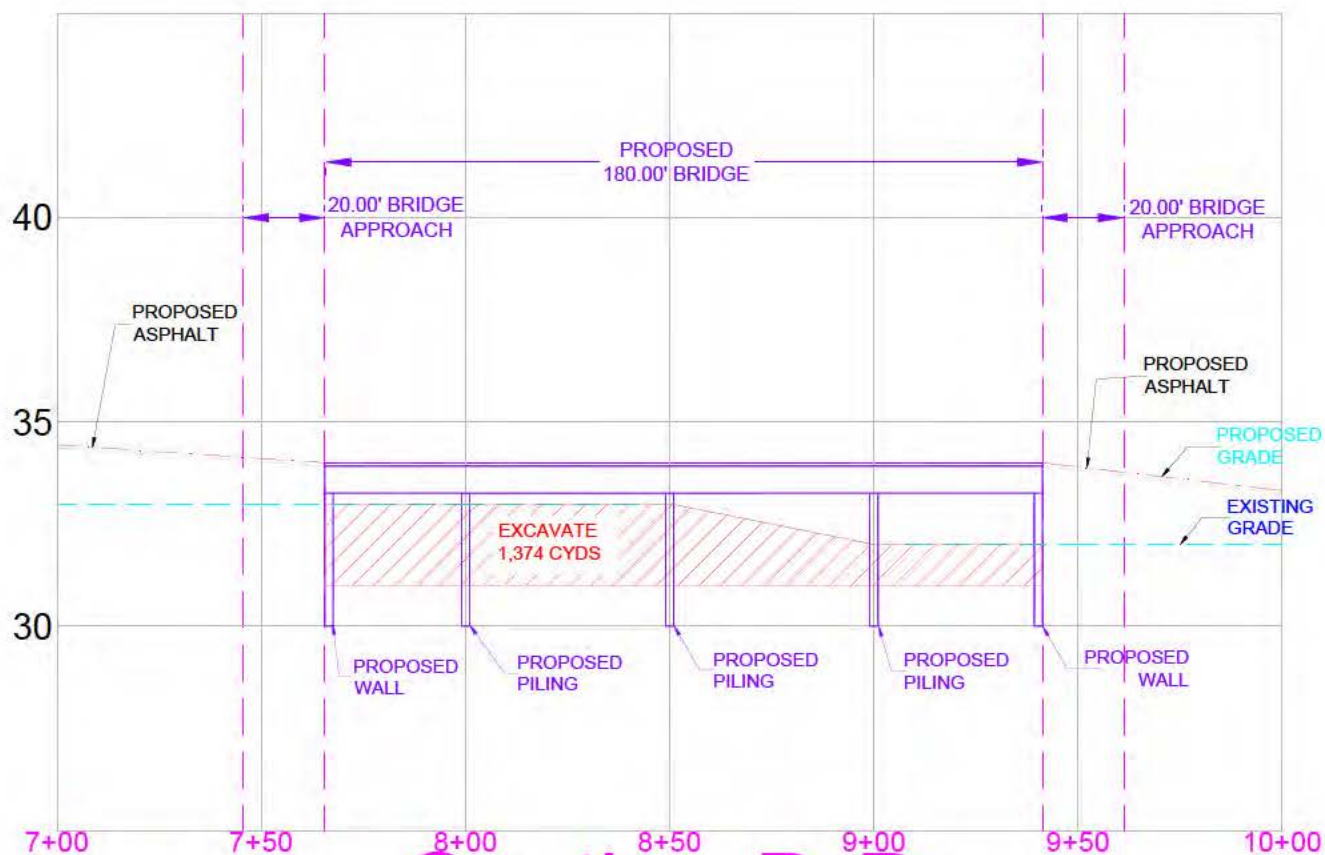 PROPOSED
180.00' BRIDGE
40
20.00' BRIDGE
APPROACH
20.00' BRIDGE
APPROACH
PROPOSED
ASPHALT
PROPOSED
ASPHALT
35
PROPOSED
GRADE
EXISTING
GRADE
EXCAVATE
1,374 CYDS
30
PROPOSED
WALL
PROPOSED
PILING
PROPOSED
PILING
PROPOSED
PILING
PROPOSED
WALL
7+00
7+50
8+00
8+50
9+00
9+50
10+00